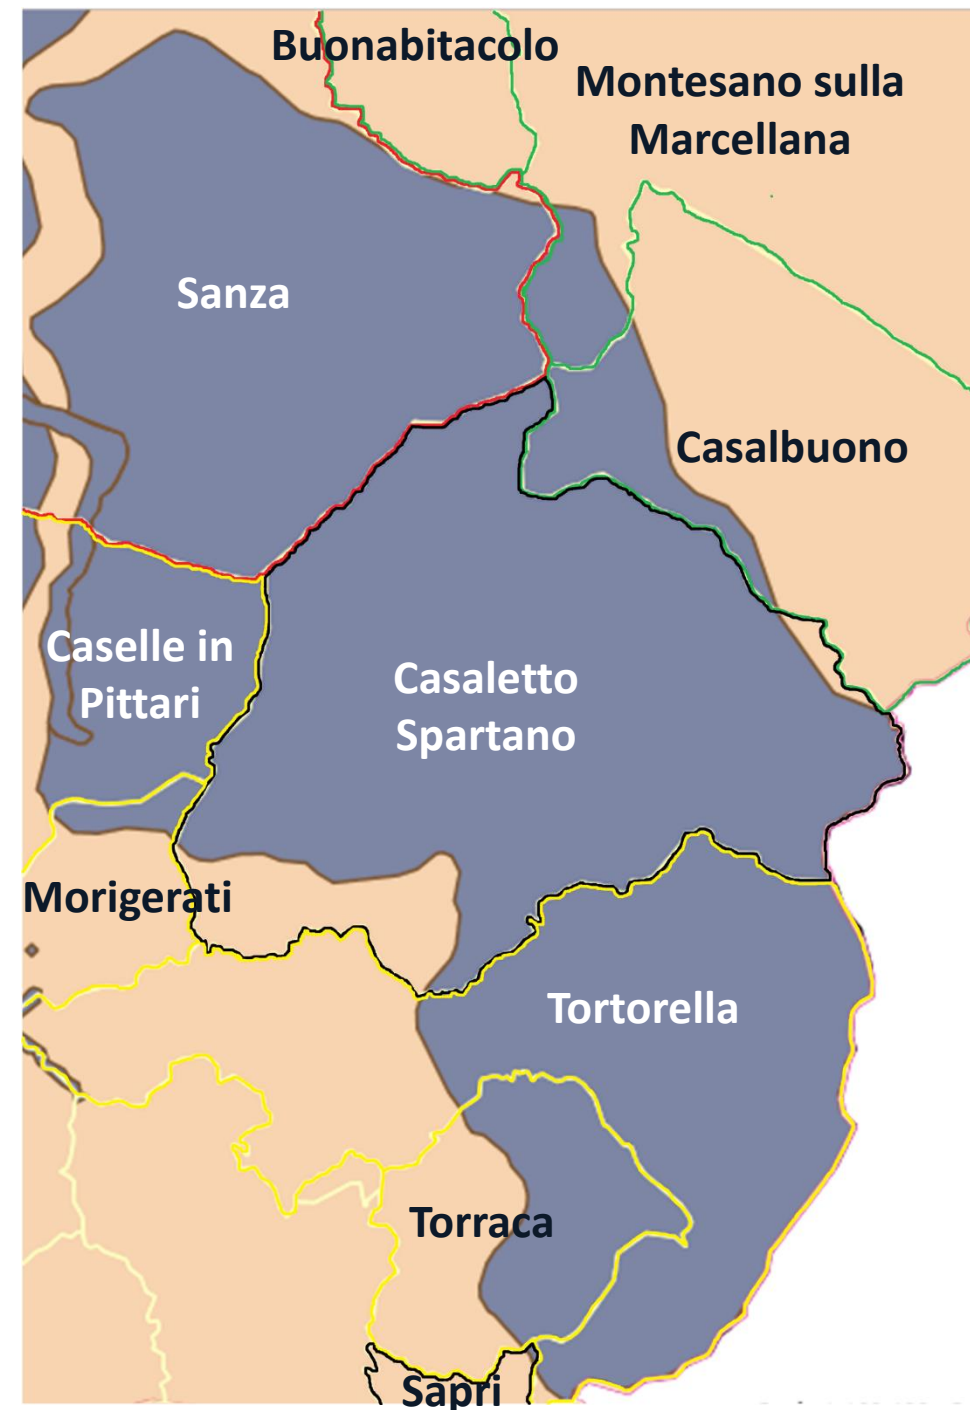 Buonabitacolo
Montesano sulla
Marcellana
Sanza
Casalbuono
Caselle in
Pittari
Casaletto
Spartano
Morigerati
Tortorella
Torraca
Sapri